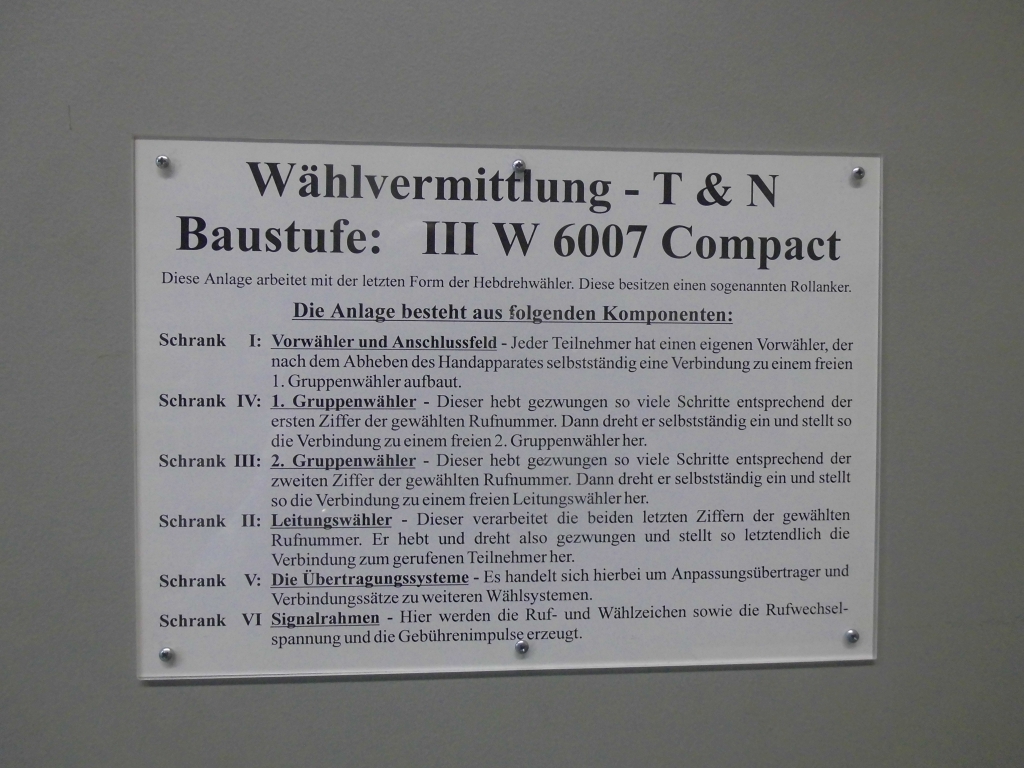 Wählvermittlung - T & N
Baustufe: III W 6007 Compact
Diese Anlage arbeitet mit der letzten Form der Hebdrehwähler. Diese besitzen einen sogenannten Rollanker.
Die Anlage besteht aus folgenden Komponenten:
Schrank I: Vorwähler und Anschlussfeld - Jeder Teilnehmer hat einen eigenen Vorwähler, der
nach dem Abheben des Handapparates selbstständig eine Verbindung zu einem freien
1. Gruppenwähler aufbaut.
Schrank IV: 1. Gruppenwähler - Dieser hebt gezwungen so viele Schritte entsprechend der
ersten Ziffer der gewählten Rufnummer. Dann dreht er selbstständig ein und stellt so
die Verbindung zu einem freien 2. Gruppenwähler her.
Schrank III: 2. Gruppenwähler - Dieser hebt gezwungen so viele Schritte entsprechend der
zweiten Ziffer der gewählten Rufnummer. Dann dreht er selbstständig ein und stellt
so die Verbindung zu einem freien Leitungswähler her.
Schrank II: Leitungswähler - Dieser verarbeitet die beiden letzten Ziffern der gewählten
Rufnummer. Er hebt und dreht also gezwungen und stellt so letztendlich die
Verbindung zum gerufenen Teilnehmer her.
Schrank V: Die Übertragungssysteme - Es handelt sich hierbei um Anpassungsübertrager und
Verbindungssätze zu weiteren Wählsystemen.
Schrank VI Signalrahmen - Hier werden die Ruf- und Wählzeichen sowie die Rufwechsel-
spannung und die Gebührenimpulse erzeugt.